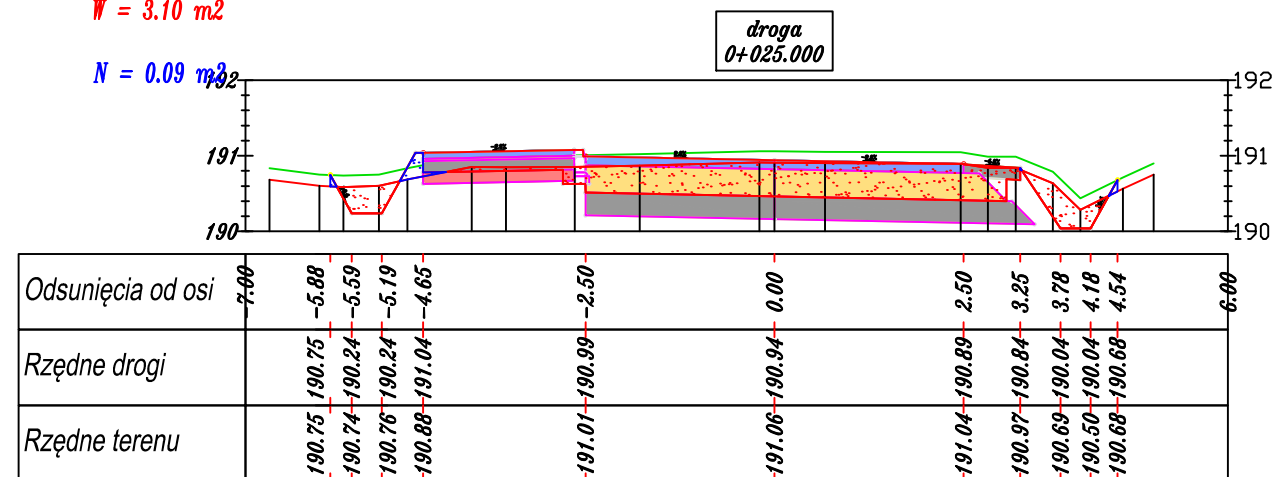 W = 3.10 m2
droga
0+025.000
N = 0.09 m2
192 192
191 191
190 190
Odsunięcia od osi -7.00 -5.88 -5.59 -5.19 -4.65 -2.50 0.00 2.50 3.25 3.78 4.18 4.54 6.00
Rzędne drogi 190.75 190.24 190.24 191.04 190.99 190.94 190.89 190.84 190.04 190.04 190.68
Rzędne terenu 190.75 190.74 190.76 190.88 191.01 191.06 191.04 190.97 190.69 190.50 190.68